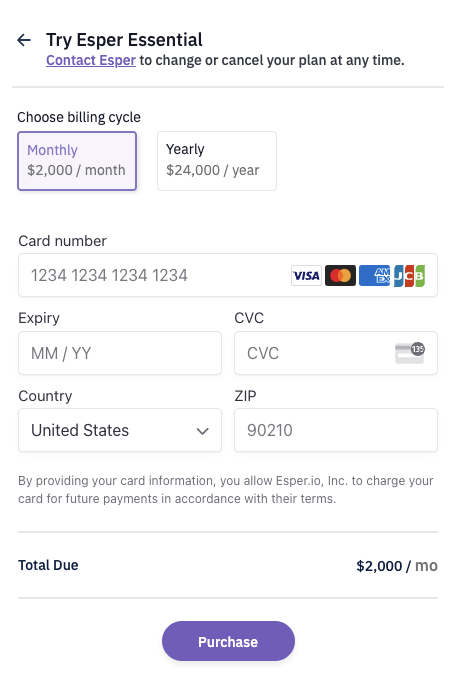 Try Esper Essential
Contact Esper to change or cancel your plan at any time.
Choose billing cycle
Monthly
$2,000 / month
Yearly
$24,000 / year
Card number
1234 1234 1234 1234
VISA
AM
EX
JCB
Expiry
CVC
MM / YY
CVC
135
Country
ZIP
United States
90210
By providing your card information, you allow Esper.io, Inc. to charge your
card for future payments in accordance with their terms.
Total Due
$2,000 / mo
Purchase